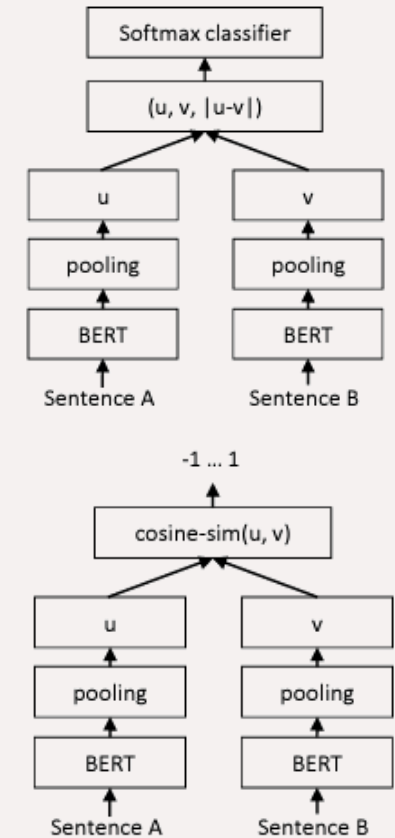 Softmax classifier
(u, v, |u-v|)
u v
pooling pooling
BERT BERT
Sentence A Sentence B
-1 ... 1
cosine-sim(u, v)
u v
pooling pooling
BERT BERT
Sentence A Sentence B